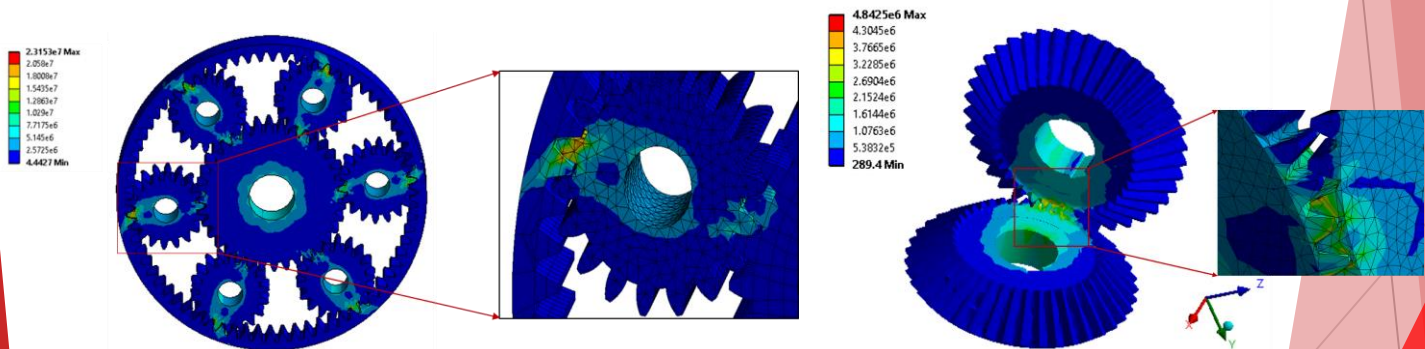 2.3153e7 Max
2.058e7
1.8008e7
1.5435e7
1.2863e7
1.029e7
7.7175e6
5.145e6
2.5725e6
4.4427 Min
4.8425e6 Max
4.3045e6
3.7665e6
3.2285e6
2.6904e6
2.1524e6
1.6144e6
1.0763e6
5.3832e5
289.4 Min
Z
X
Y